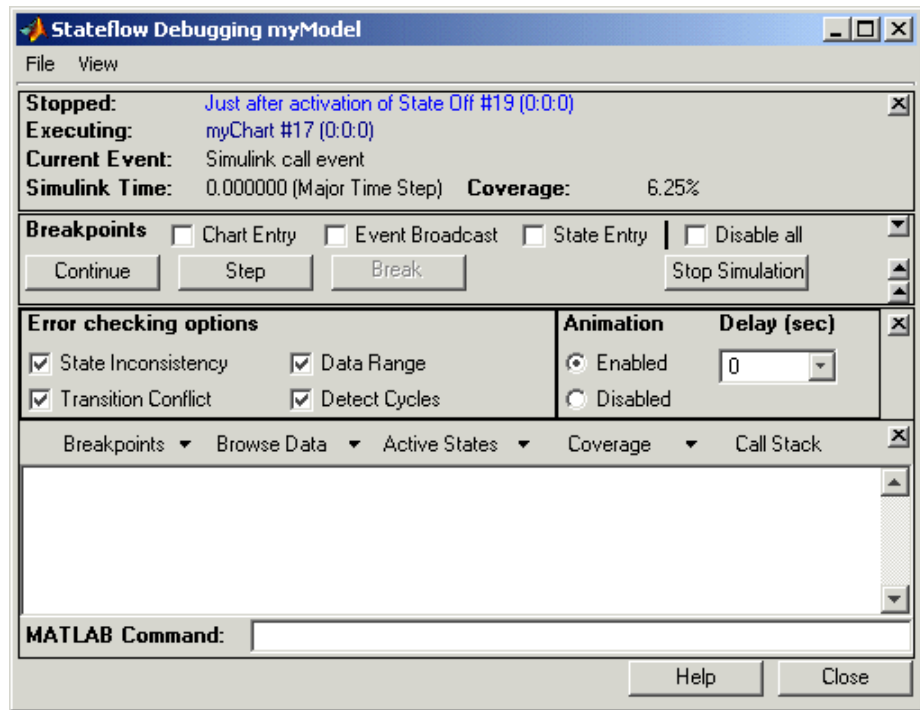 Stateflow Debugging myModel
File View
Stopped: Just after activation of State Off #19 (0:0:0)
Executing: myChart #17 (0:0:0)
Current Event: Simulink call event
Simulink Time: 0.000000 (Major Time Step) Coverage: 6.25%
Breakpoints Chart Entry Event Broadcast State Entry Disable all
Continue Step Break Stop Simulation
Error checking options Animation Delay (sec)
State Inconsistency Data Range Enabled 0
Transition Conflict Detect Cycles Disabled
Breakpoints Browse Data Active States Coverage Call Stack
MATLAB Command:
Help Close